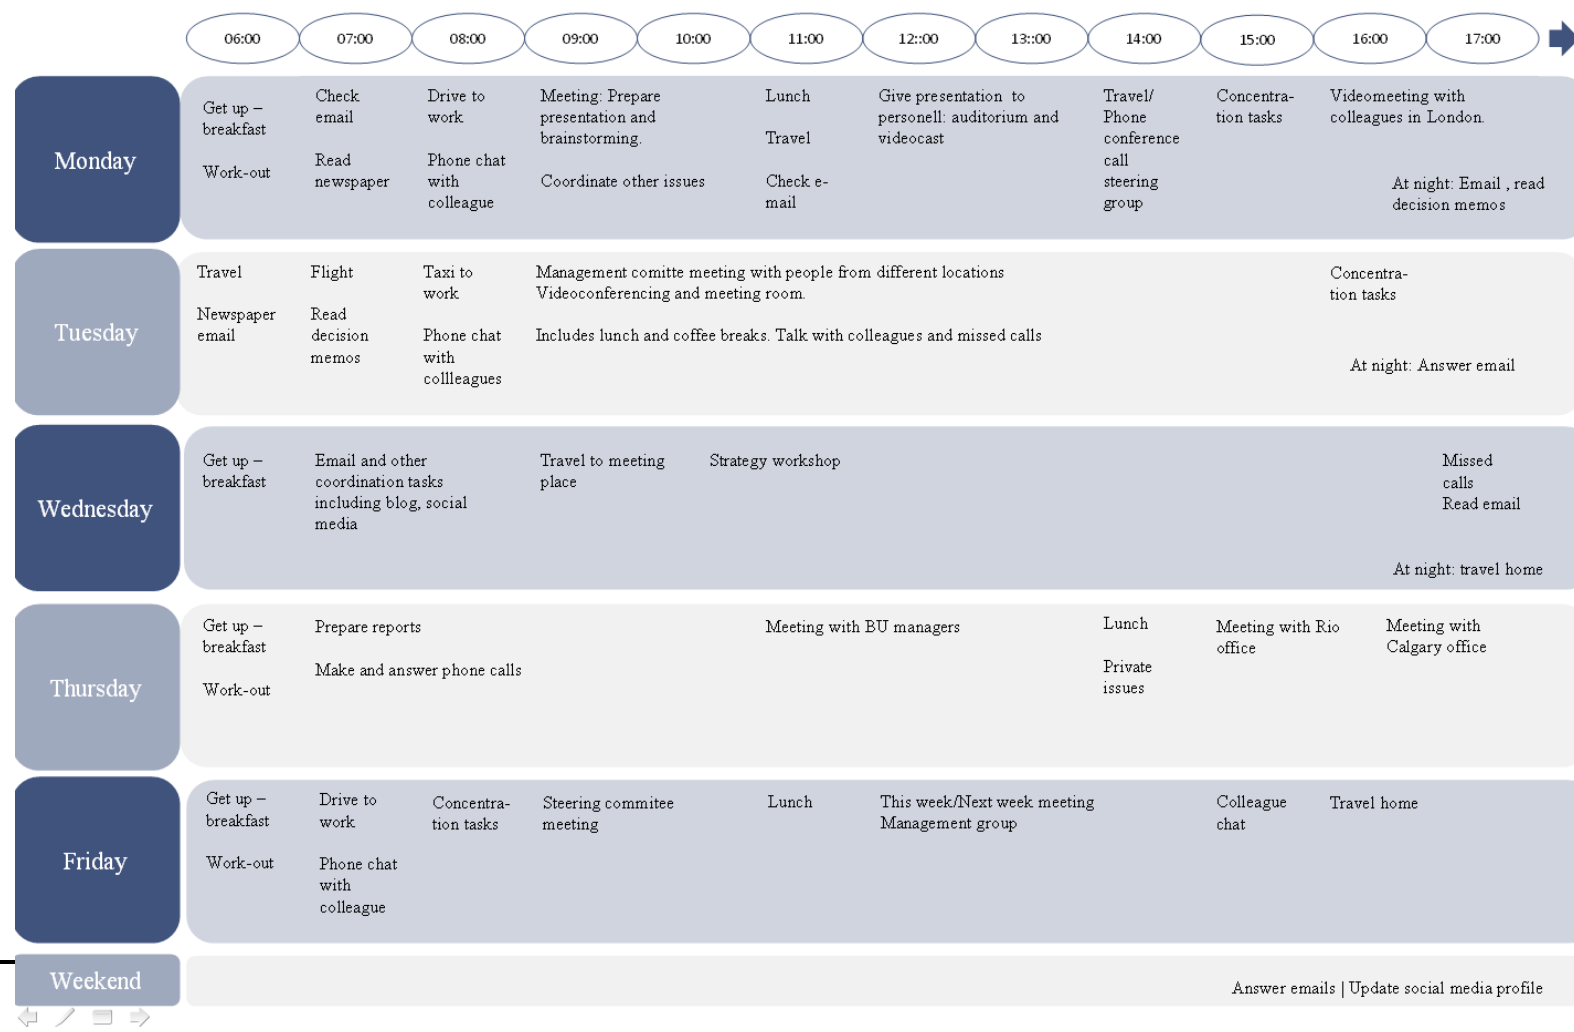 06:00 07:00 08:00 09:00 10:00 11:00 12::00 13::00 14:00 15:00 16:00 17:00
Monday
Get up –
breakfast
Work-out
Check
email
Read
newspaper
Drive to
work
Phone chat
with
colleague
Meeting: Prepare
presentation and
brainstorming.
Coordinate other issues
Lunch
Travel
Check e-
mail
Give presentation to
personell: auditorium and
videocast
Travel/
Phone
conference
call
steering
group
Concentra-
tion tasks
Videomeeting with
colleagues in London.
At night: Email , read
decision memos
Tuesday
Travel
Newspaper
email
Flight
Read
decision
memos
Taxi to
work
Phone chat
with
collleagues
Management comitte meeting with people from different locations
Videoconferencing and meeting room.
Includes lunch and coffee breaks. Talk with colleagues and missed calls
Concentra-
tion tasks
At night: Answer email
Wednesday
Get up –
breakfast
Email and other
coordination tasks
including blog, social
media
Travel to meeting
place
Strategy workshop
Missed
calls
Read email
At night: travel home
Thursday
Get up –
breakfast
Work-out
Prepare reports
Make and answer phone calls
Meeting with BU managers
Lunch
Private
issues
Meeting with Rio
office
Meeting with
Calgary office
Friday
Get up –
breakfast
Work-out
Drive to
work
Phone chat
with
colleague
Concentra-
tion tasks
Steering commitee
meeting
Lunch
This week/Next week meeting
Management group
Colleague
chat
Travel home
Weekend
Answer emails | Update social media profile